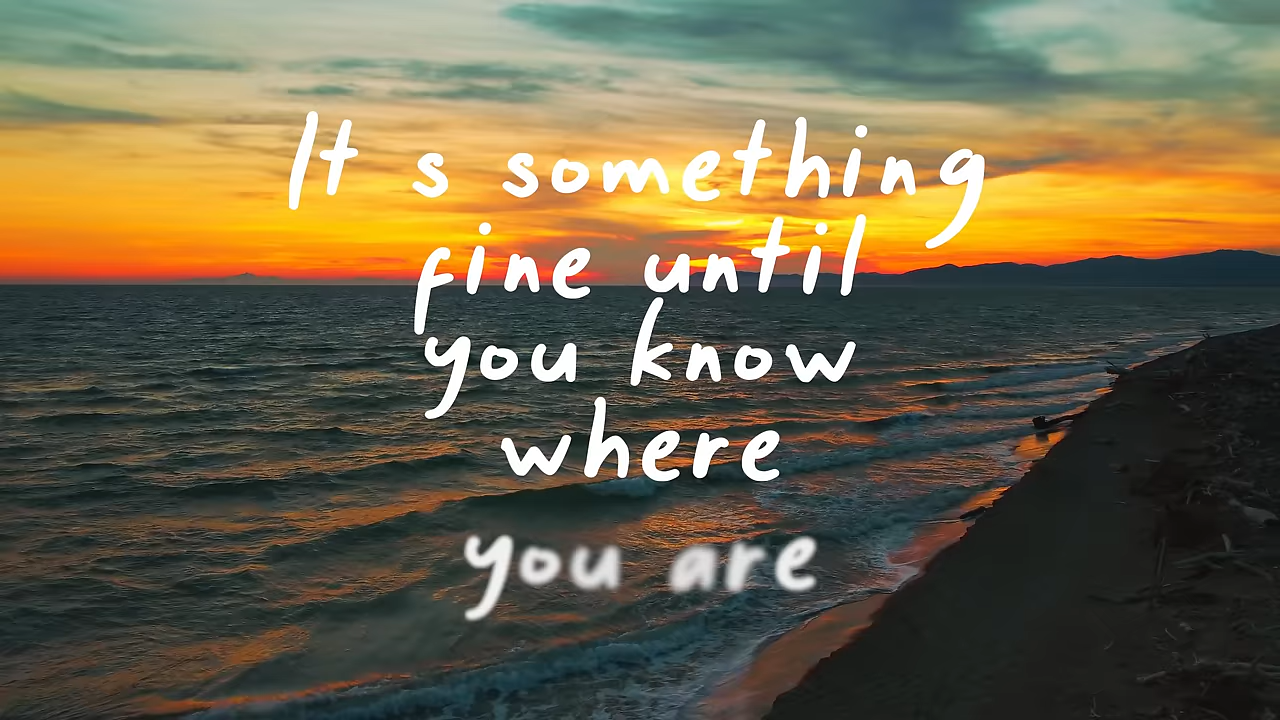 It s something
fine until
you know
where
you are